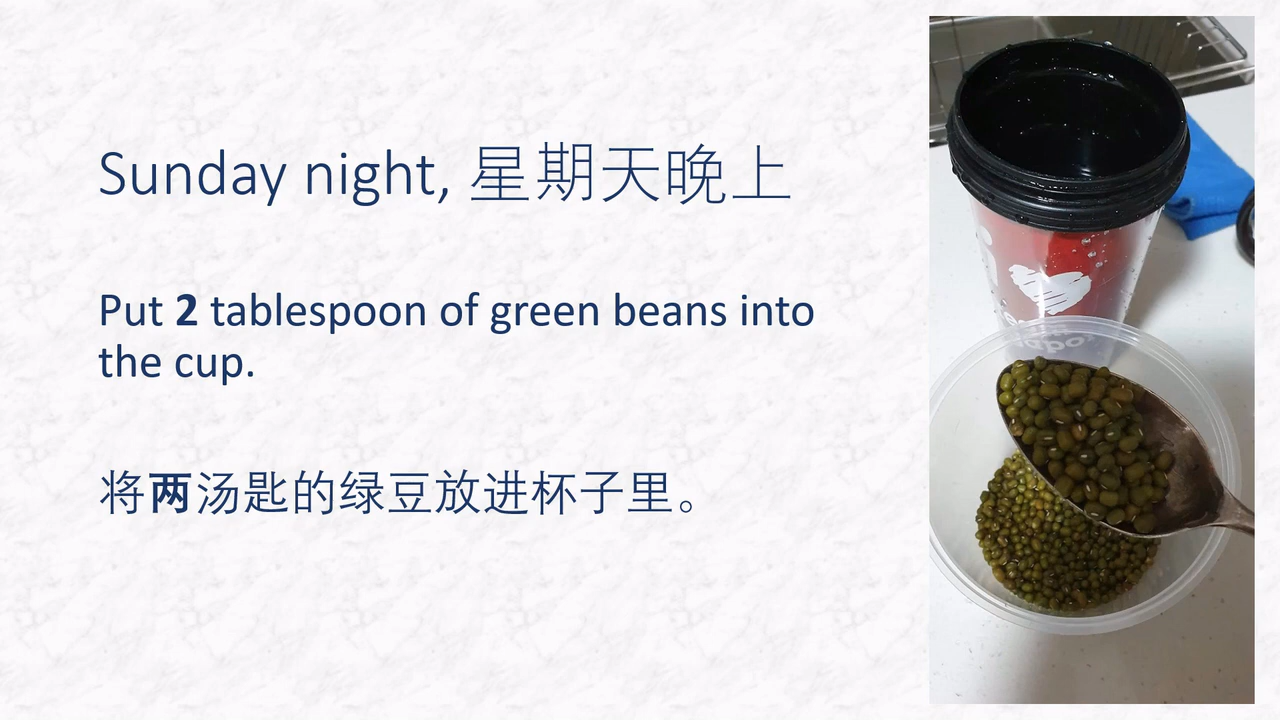 Sunday night, 星期天晚上
Put 2 tablespoon of green beans into
the cup.
将两汤匙的绿豆放进杯子里。